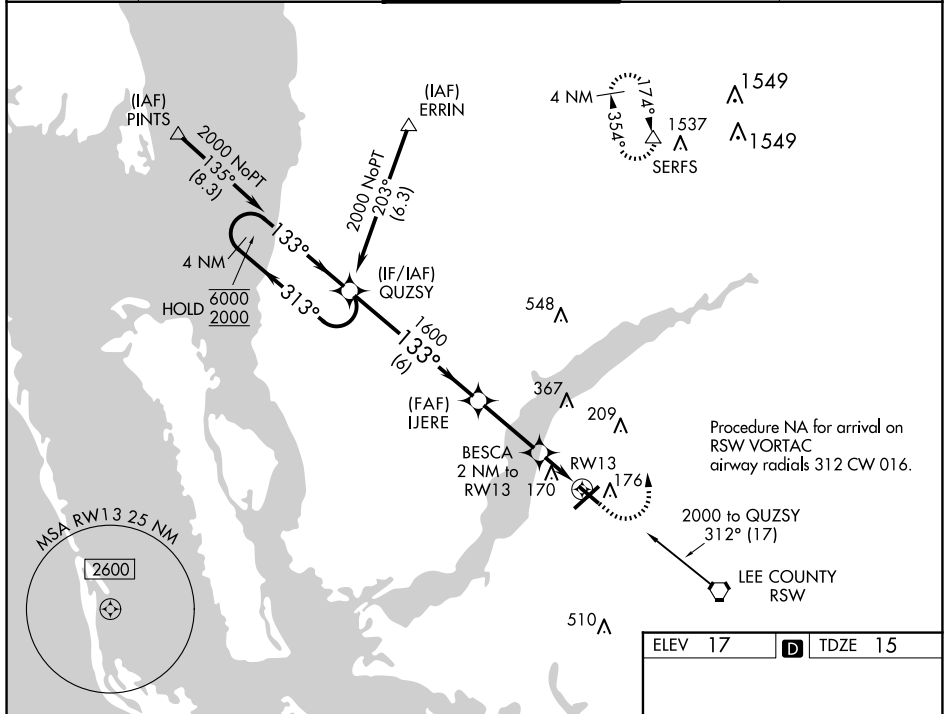 (IAF)
PINTS
2000 NoPT
135°
(8.3)
(IAF)
ERRIN
2000 NoPT
203°
(6.3)
4 NM
174°
354°
SERFS
1537
1549
1549
133°
4 NM
313°
HOLD
6000
2000
(IF/IAF)
QUZSY
1600
133°
(6)
548
(FAF)
IJERE
367
209
BESCA
2 NM to
RW13
170
RW13
176
Procedure NA for arrival on
RSW VORTAC
airway radials 312 CW 016.
2000 to QUZSY
312° (17)
LEE COUNTY
RSW
510
MSA RW13 25 NM
2600
ELEV 17
D
TDZE 15